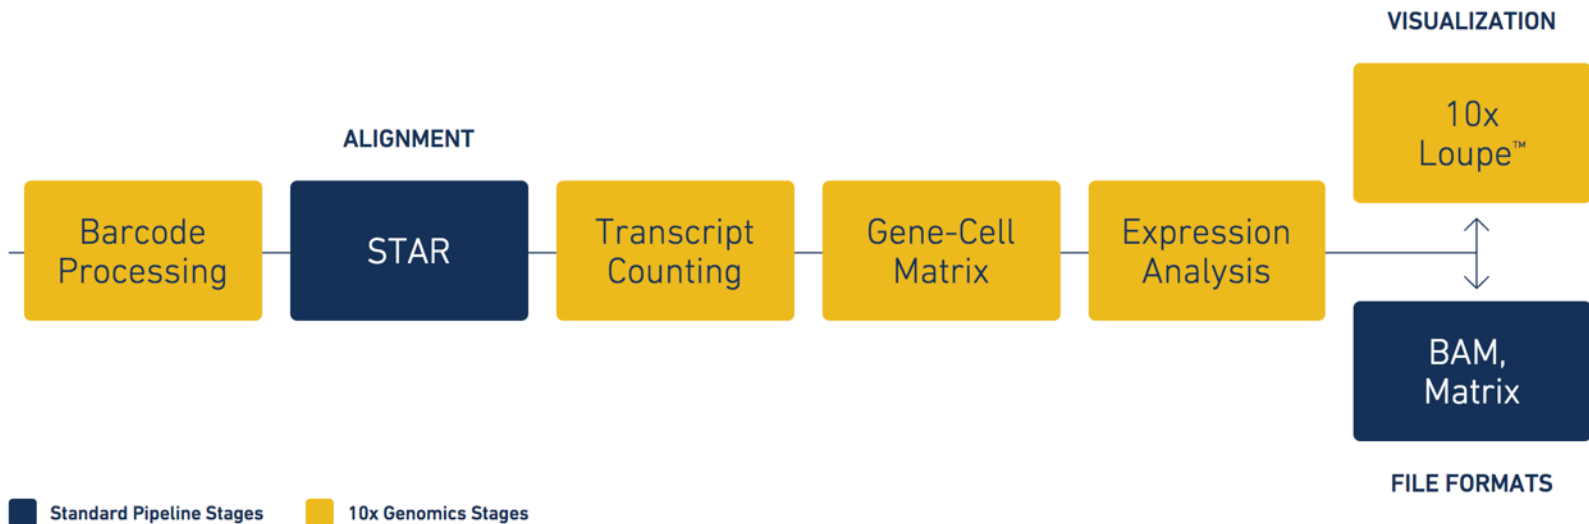 VISUALIZATION
10x
Loupe™
ALIGNMENT
Barcode
Processing
STAR
Transcript
Counting
Gene-Cell
Matrix
Expression
Analysis
BAM,
Matrix
FILE FORMATS
Standard Pipeline Stages
10x Genomics Stages